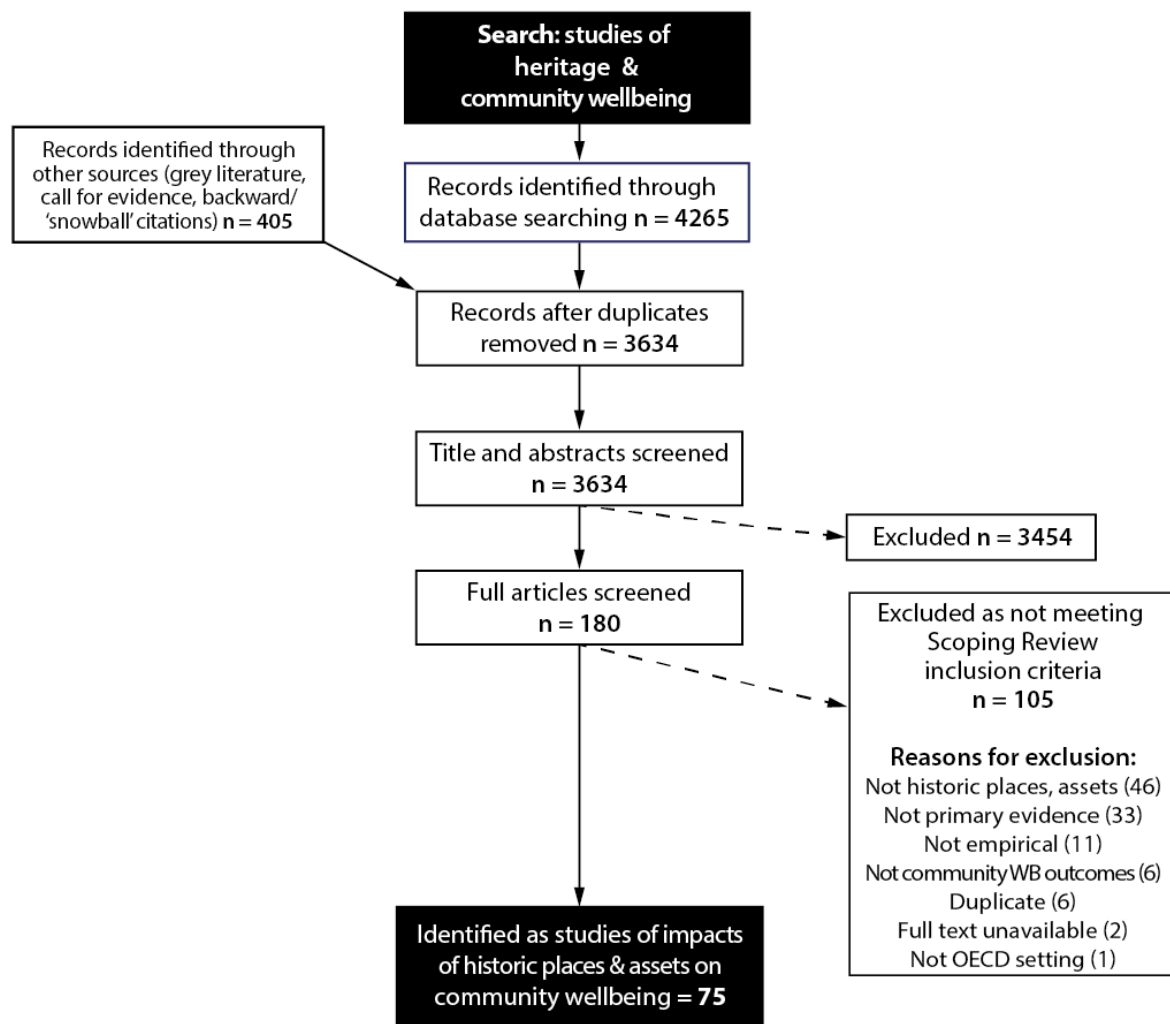 Search: studies of
heritage &
community wellbeing
Records identified through
other sources (grey literature,
call for evidence, backward/
‘snowball’ citations) n = 405
Records identified through
database searching n = 4265
Records after duplicates
removed n = 3634
Title and abstracts screened
n = 3634
Excluded n = 3454
Full articles screened
n = 180
Excluded as not meeting
Scoping Review
inclusion criteria
n = 105
Reasons for exclusion:
Not historic places, assets (46)
Not primary evidence (33)
Not empirical (11)
Not community WB outcomes (6)
Duplicate (6)
Full text unavailable (2)
Not OECD setting (1)
Identified as studies of impacts
of historic places & assets on
community wellbeing = 75